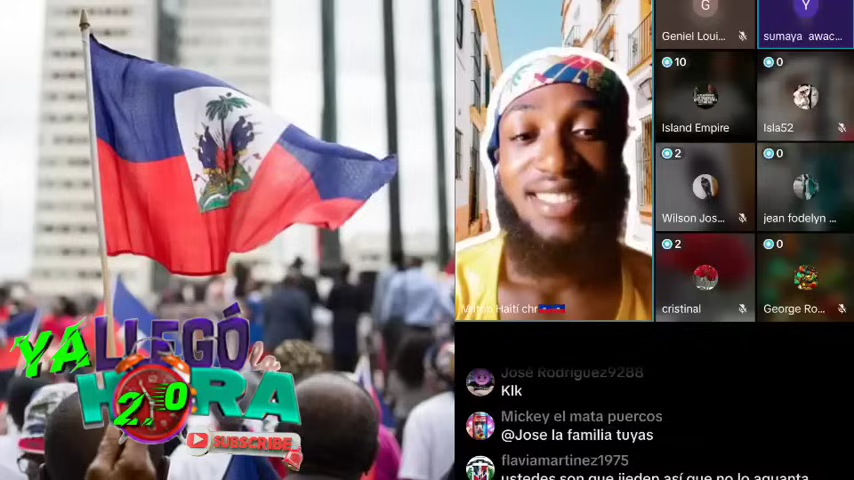 YA LLEGÓ
HORA
2.0
SUBSCRIBE
G
Geniel Loui...
Y
sumaya awac...
10
Island Empire
0
Isla52
2
Wilson Jos...
0
jean fodelyn ...
2
cristinal
0
George Ro...
Haití chr
José Rodriguez9288
Klk
Mickey el mata puercos
@Jose la familia tuyas
flaviamartinez1975
ustedes son que jieden así que no lo aguanta